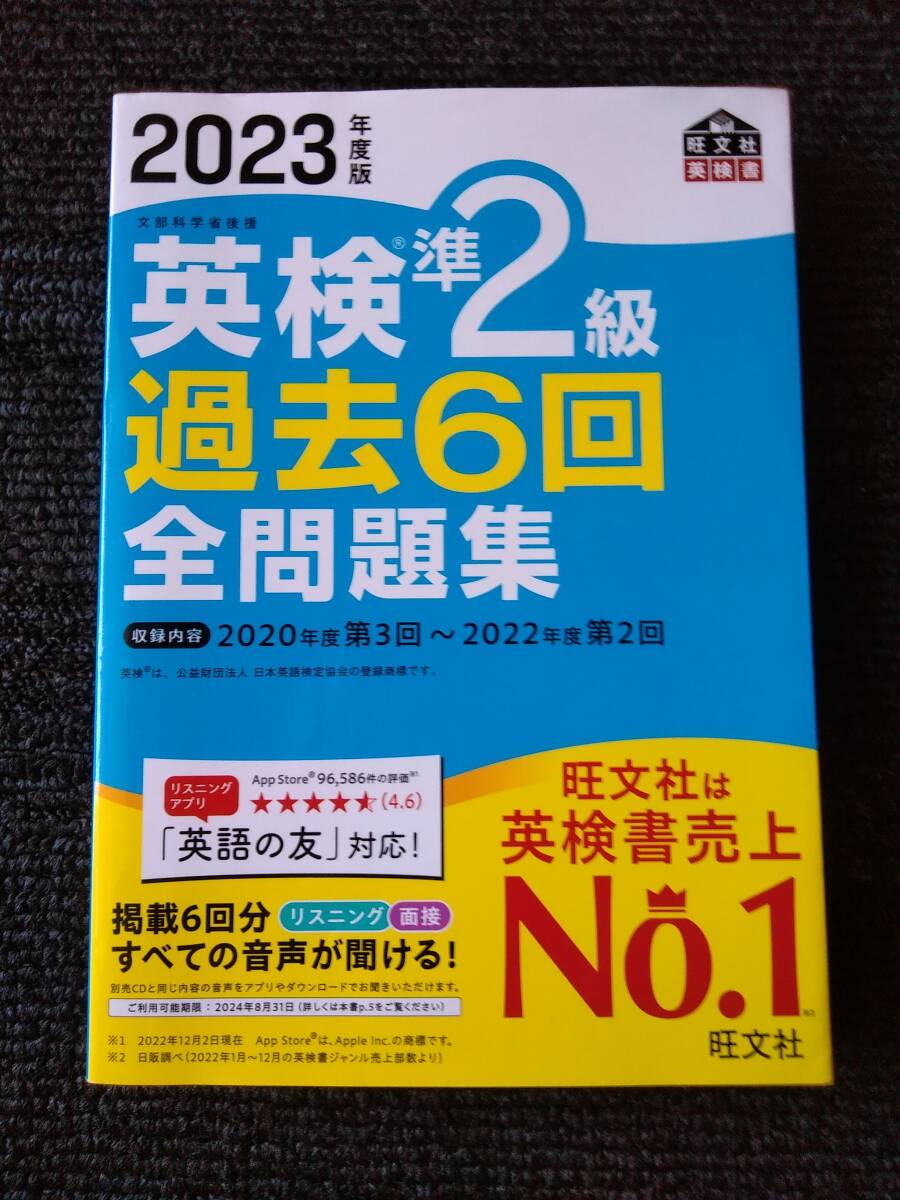 2023年度版
旺文社
英検書
文部科学省後援
英検®準2級
過去6回
全問題集
収録内容 2020年度 第3回 ～ 2022年度 第2回
英検®は、公益財団法人 日本英語検定協会の登録商標です。
リスニング
アプリ
App Store® 96,586件の評価※1
★★★★★(4.6)
「英語の友」対応！
掲載6回分 リスニング 面接
すべての音声が聞ける！
別売CDと同じ内容の音声をアプリやダウンロードでお聞きいただけます。
ご利用可能期限：2024年8月31日（詳しくは本書p.5をご覧ください）
※1 2022年12月2日現在 App Store®は、Apple Inc.の商標です。
※2 日販調べ（2022年1月～12月の英検書ジャンル売上部数より）
旺文社は
英検書売上
No.1
※2
旺文社